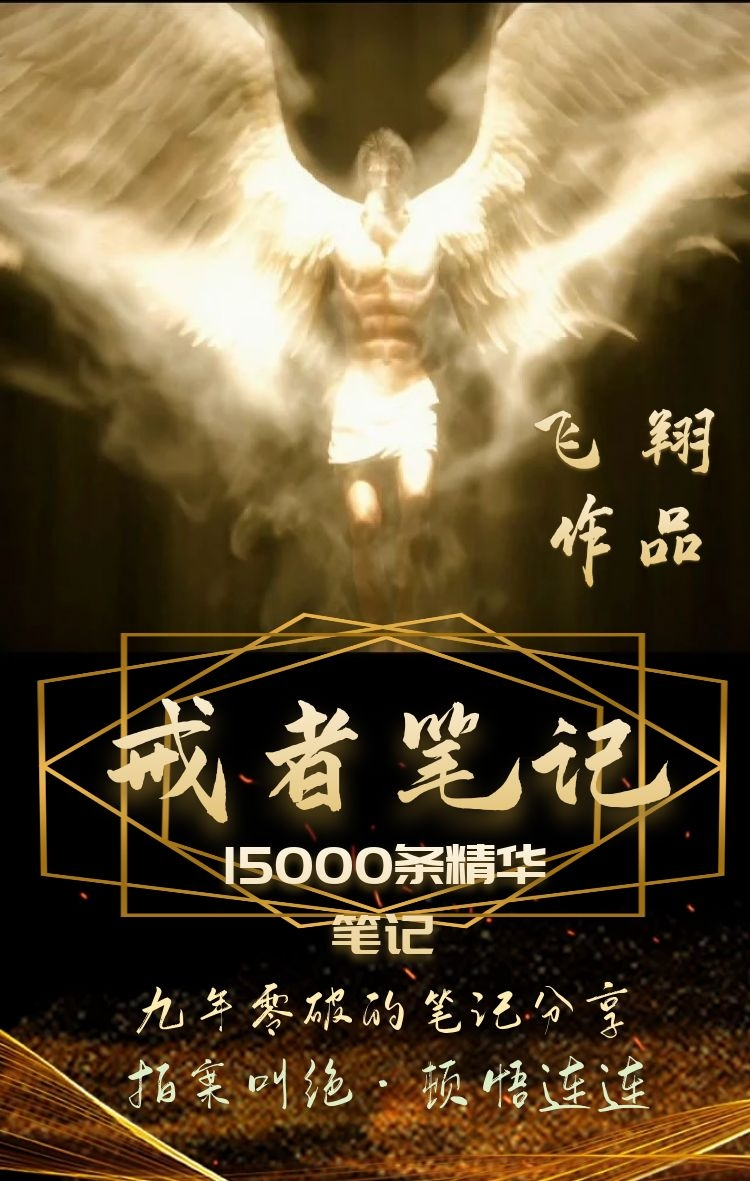 飞翔
作品
戒者笔记
15000条精华
笔记
九年零破的笔记分享
拍案叫绝·顿悟连连